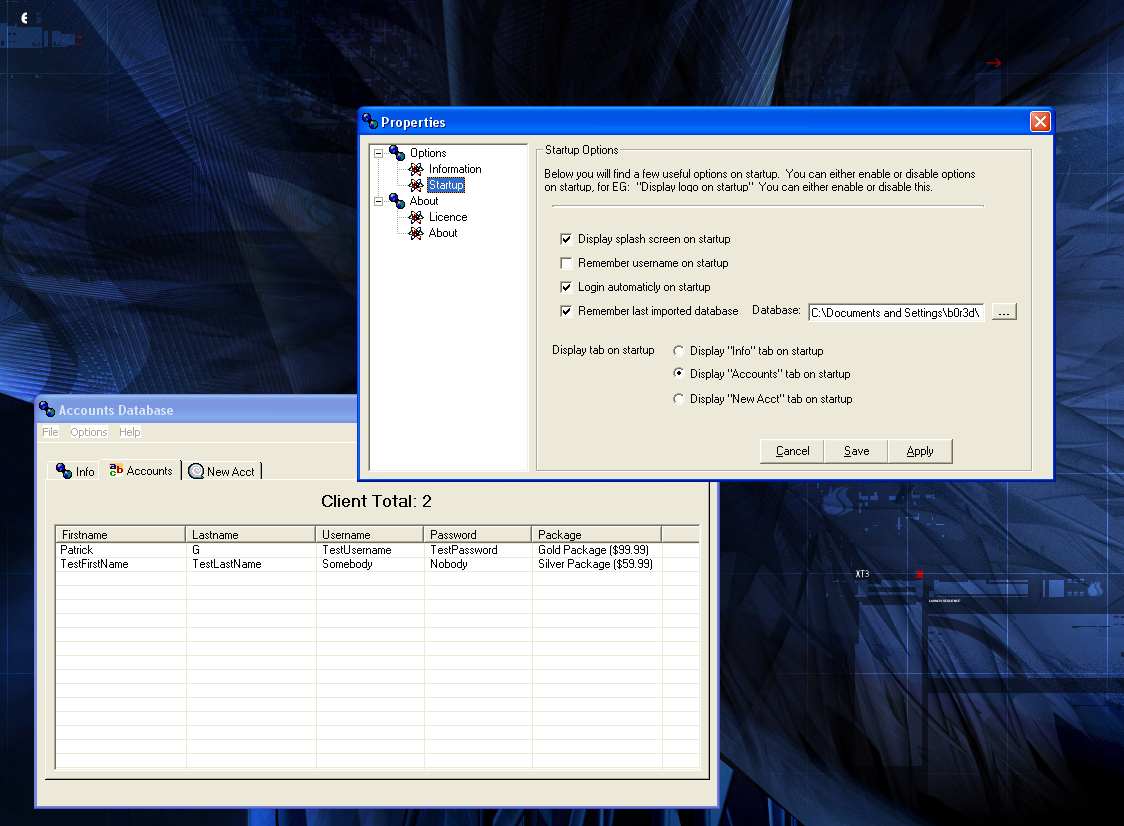 Properties
Options
Information
Startup
About
Licence
About
Startup Options
Below you will find a few useful options on startup. You can either enable or disable options
on startup, for EG: "Display logo on startup" You can either enable or disable this.
Display splash screen on startup
Remember username on startup
Login automaticly on startup
Remember last imported database Database: C:\Documents and Settings\b0r3d\ ...
Display tab on startup
Display "Info" tab on startup
Display "Accounts" tab on startup
Display "New Acct" tab on startup
Cancel Save Apply
Accounts Database
File Options Help
Info Accounts New Acct
Client Total: 2
Firstname Lastname Username Password Package
Patrick G TestUsername TestPassword Gold Package ($99.99)
TestFirstName TestLastName Somebody Nobody Silver Package ($59.99)
XT3
LAUNCH SEQUENCE